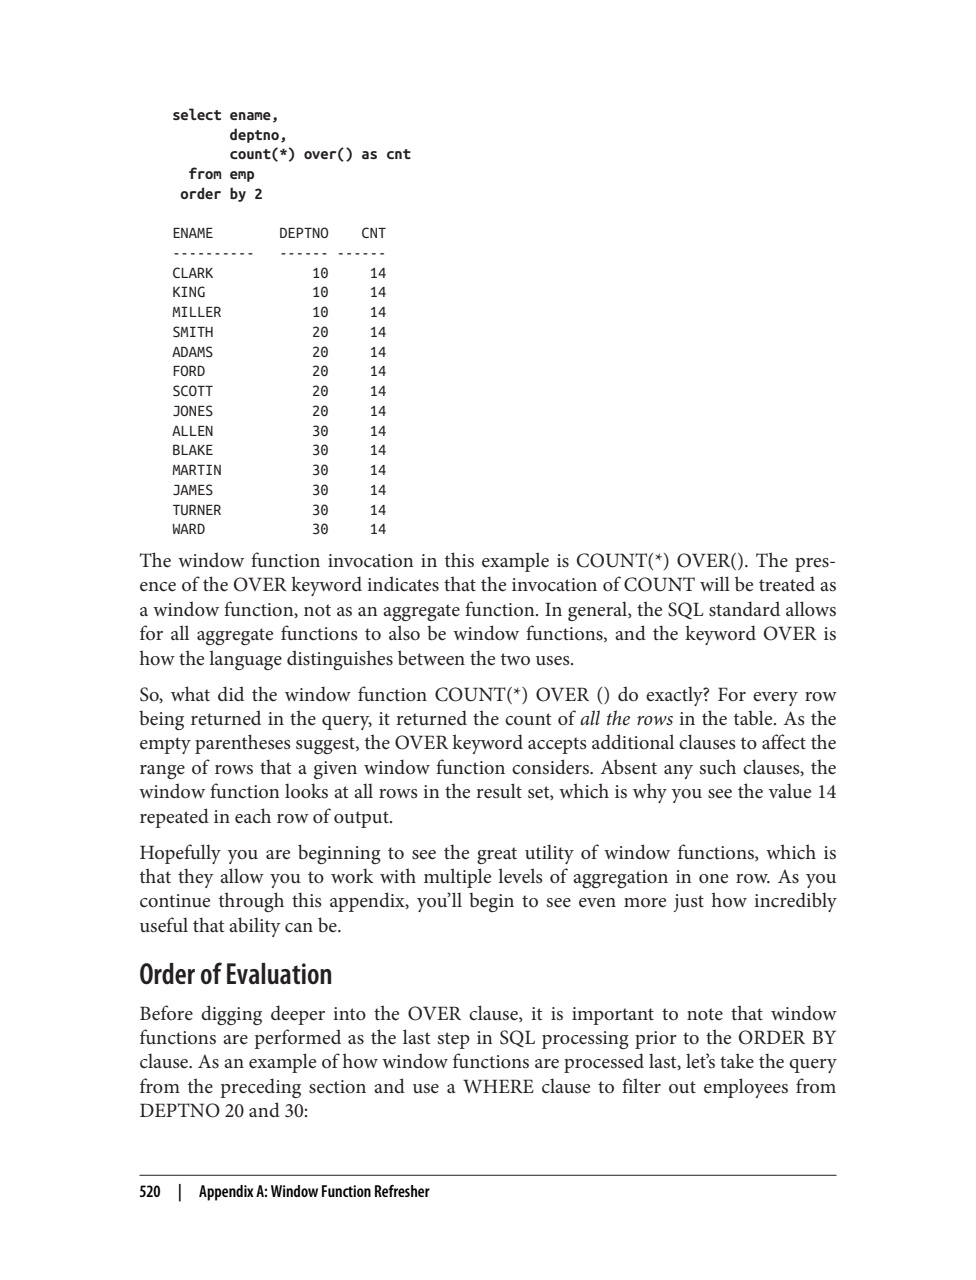 select ename,
       deptno,
       count(*) over() as cnt
  from emp
 order by 2
ENAME        DEPTNO    CNT
----------   ------ ------
CLARK            10     14
KING             10     14
MILLER           10     14
SMITH            20     14
ADAMS            20     14
FORD             20     14
SCOTT            20     14
JONES            20     14
ALLEN            30     14
BLAKE            30     14
MARTIN           30     14
JAMES            30     14
TURNER           30     14
WARD             30     14
The window function invocation in this example is COUNT(*) OVER(). The pres-
ence of the OVER keyword indicates that the invocation of COUNT will be treated as
a window function, not as an aggregate function. In general, the SQL standard allows
for all aggregate functions to also be window functions, and the keyword OVER is
how the language distinguishes between the two uses.
So, what did the window function COUNT(*) OVER () do exactly? For every row
being returned in the query, it returned the count of all the rows in the table. As the
empty parentheses suggest, the OVER keyword accepts additional clauses to affect the
range of rows that a given window function considers. Absent any such clauses, the
window function looks at all rows in the result set, which is why you see the value 14
repeated in each row of output.
Hopefully you are beginning to see the great utility of window functions, which is
that they allow you to work with multiple levels of aggregation in one row. As you
continue through this appendix, you’ll begin to see even more just how incredibly
useful that ability can be.
Order of Evaluation
Before digging deeper into the OVER clause, it is important to note that window
functions are performed as the last step in SQL processing prior to the ORDER BY
clause. As an example of how window functions are processed last, let’s take the query
from the preceding section and use a WHERE clause to filter out employees from
DEPTNO 20 and 30:
520 | Appendix A: Window Function Refresher